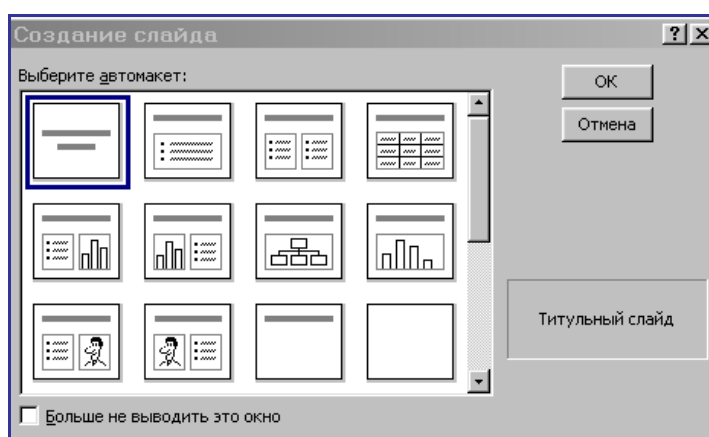 Создание слайда
Выберите автомакет:
ОК
Отмена
Титульный слайд
Больше не выводить это окно